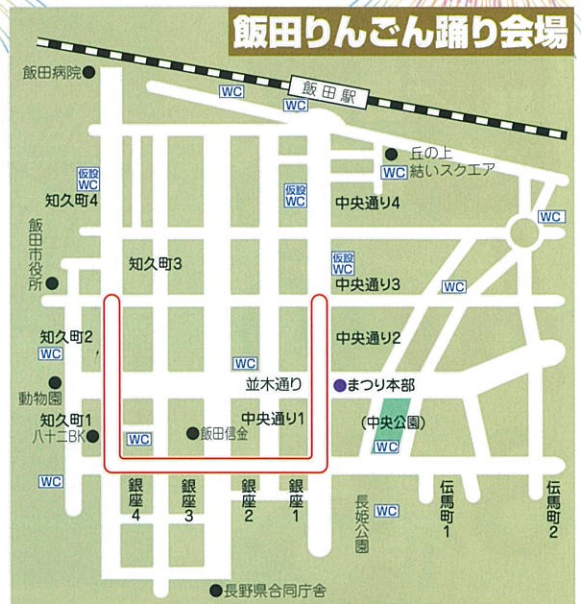 飯田りんごん踊り会場
飯田病院
WC
飯田駅
WC
丘の上
結いスクエア
WC
仮設
WC
知久町4
仮設
WC
中央通り4
WC
飯田市役所
知久町3
仮設
WC
中央通り3
WC
知久町2
WC
中央通り2
WC
動物園
並木通り
まつり本部
知久町1
八十二BK
WC
飯田信金
中央通り1
(中央公園)
WC
WC
銀座4
銀座3
銀座2
銀座1
長姫公園
WC
伝馬町1
伝馬町2
長野県合同庁舎